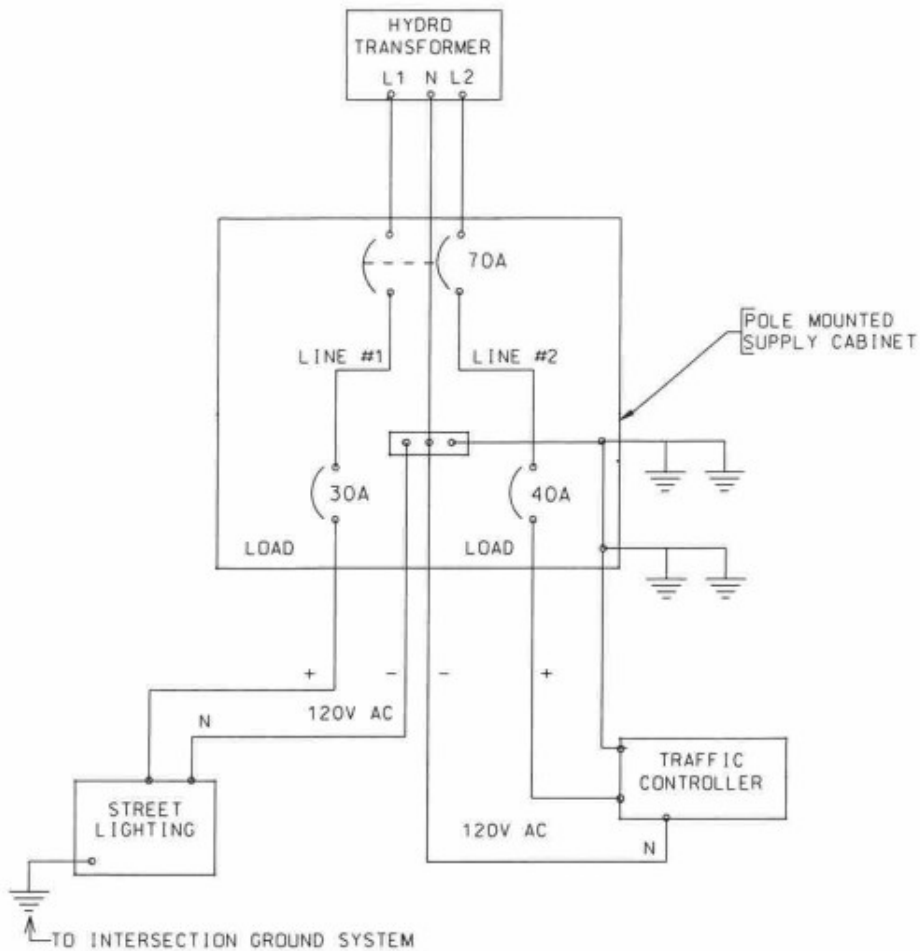 HYDRO
TRANSFORMER
L1 N L2
70A
POLE MOUNTED
SUPPLY CABINET
LINE #1
LINE #2
30A
40A
LOAD
LOAD
+ - - +
120V AC
N
TRAFFIC
CONTROLLER
STREET
LIGHTING
120V AC
N
TO INTERSECTION GROUND SYSTEM